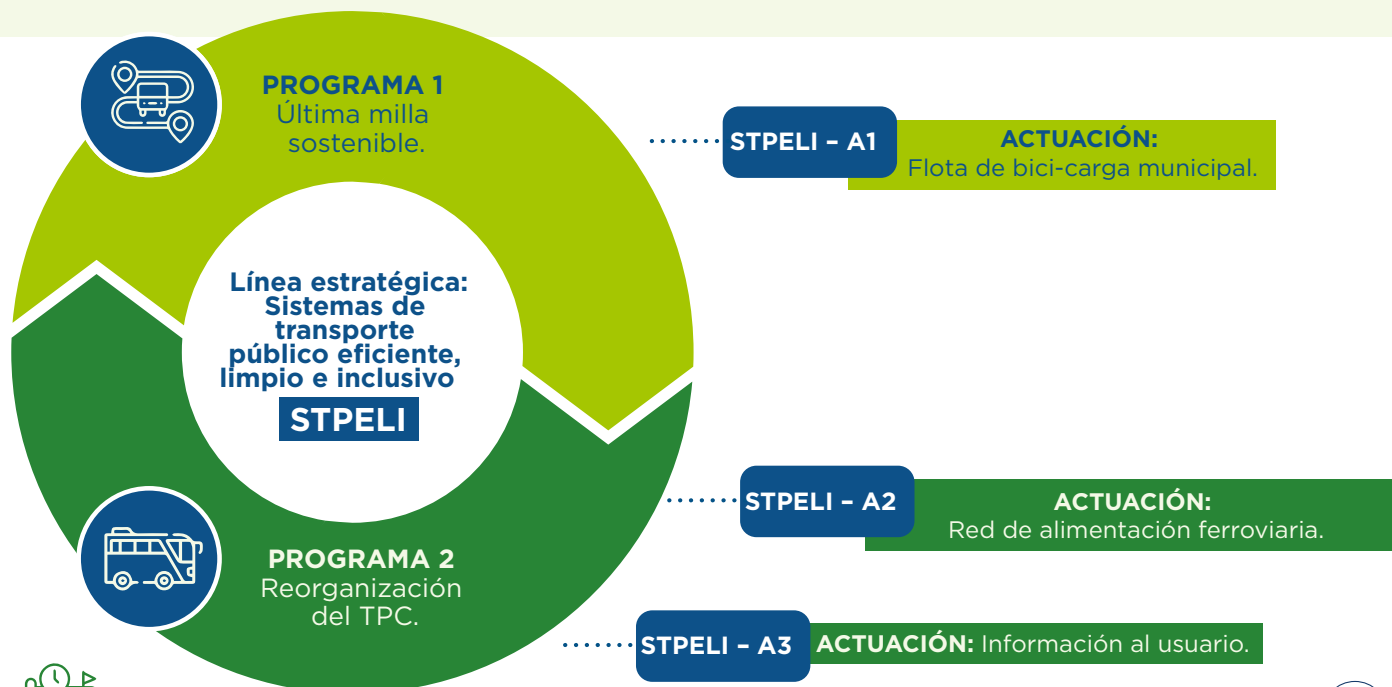 PROGRAMA 1
Última milla
sostenible.
STPELI – A1
ACTUACIÓN:
Flota de bici-carga municipal.
Línea estratégica:
Sistemas de
transporte
público eficiente,
limpio e inclusivo
STPELI
STPELI – A2
ACTUACIÓN:
Red de alimentación ferroviaria.
PROGRAMA 2
Reorganización
del TPC.
STPELI – A3
ACTUACIÓN: Información al usuario.